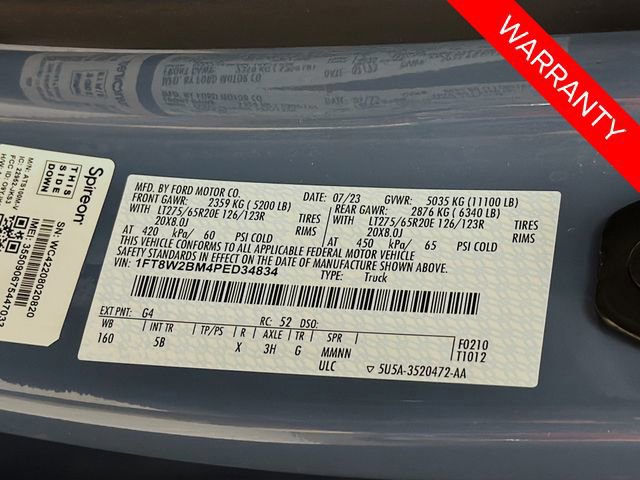 WARRANTY
MFD. BY FORD MOTOR CO.
07/23
GVWR: 5035 KG (11100 LB)
FRONT GAWR: 2359 KG (5200 LB)
REAR GAWR: 2876 KG (6340 LB)
WITH LT275/65R20E 126/123R TIRES
WITH LT275/65R20E 126/123R TIRES
20X8.0J RIMS
20X8.0J RIMS
AT 420 kPa/ 60 PSI COLD
AT 450 kPa/ 65 PSI COLD
THIS VEHICLE CONFORMS TO ALL APPLICABLE FEDERAL MOTOR VEHICLE
SAFETY STANDARDS IN EFFECT ON THE DATE OF MANUFACTURE SHOWN ABOVE.
VIN: 1FT8W2BM4PED34834
TYPE: Truck
EXT PNT: G4 RC: 52 DSO:
WB INT TR TP/PS R AXLE TR SPR
160 5B X 3H G MMNN
ULC
F0210
T1012
▽ 5U5A-3520472-AA
Spireon
THIS
SIDE
DOWN
SN: WC42208020820
IMEI: